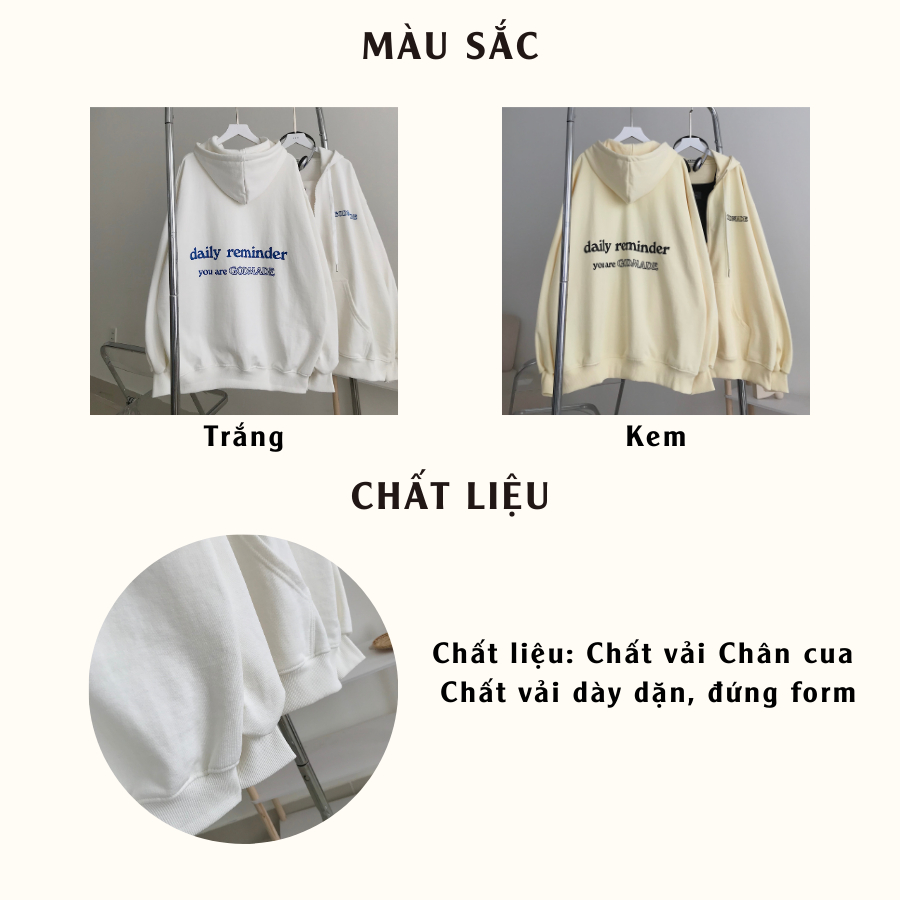 MÀU SẮC
daily reminder
you are GODMADE
daily reminder
you are GODMADE
Trắng
Kem
CHẤT LIỆU
Chất liệu: Chất vải Chân cua
Chất vải dày dặn, đứng form